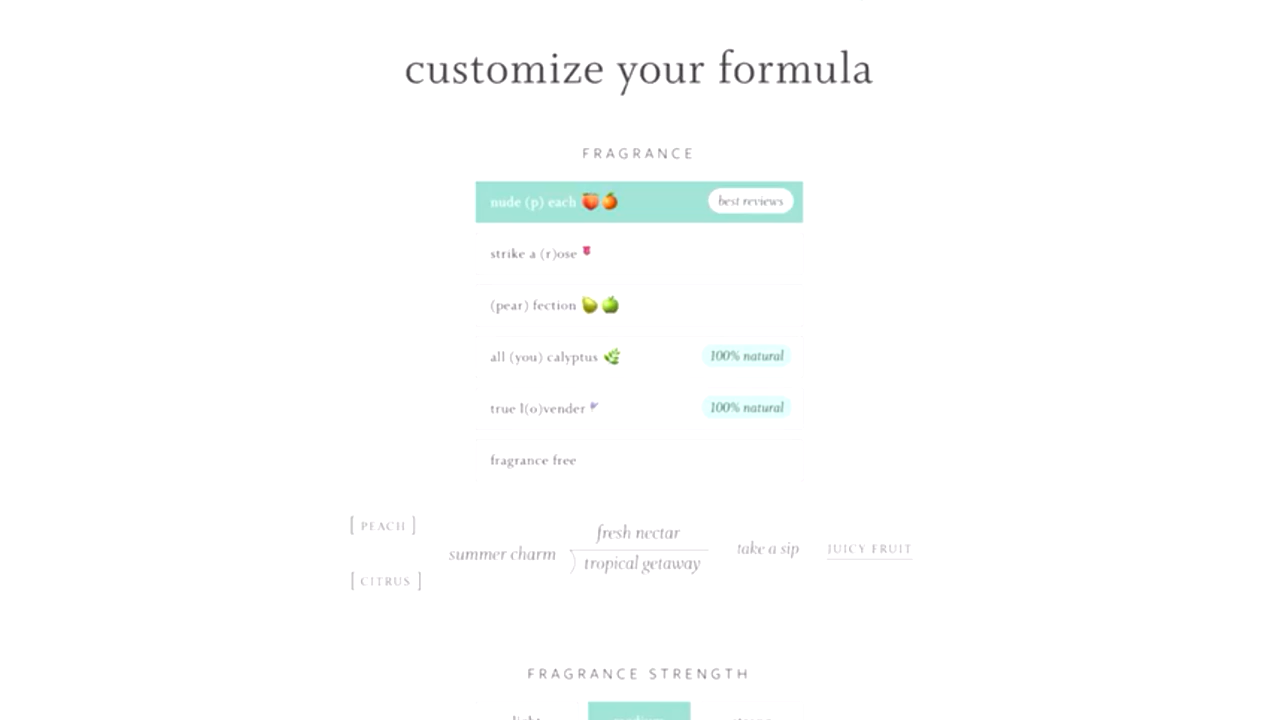 customize your formula
FRAGRANCE
nude (p) each 🍑🍊 best reviews
strike a (r)ose 🌹
(pear) fection 🍐🍏
all (you) calyptus 🌿 100% natural
true l(o)vender 100% natural
fragrance free
[ PEACH ]
[ CITRUS ]
summer charm
fresh nectar
tropical getaway
take a sip
JUICY FRUIT
FRAGRANCE STRENGTH